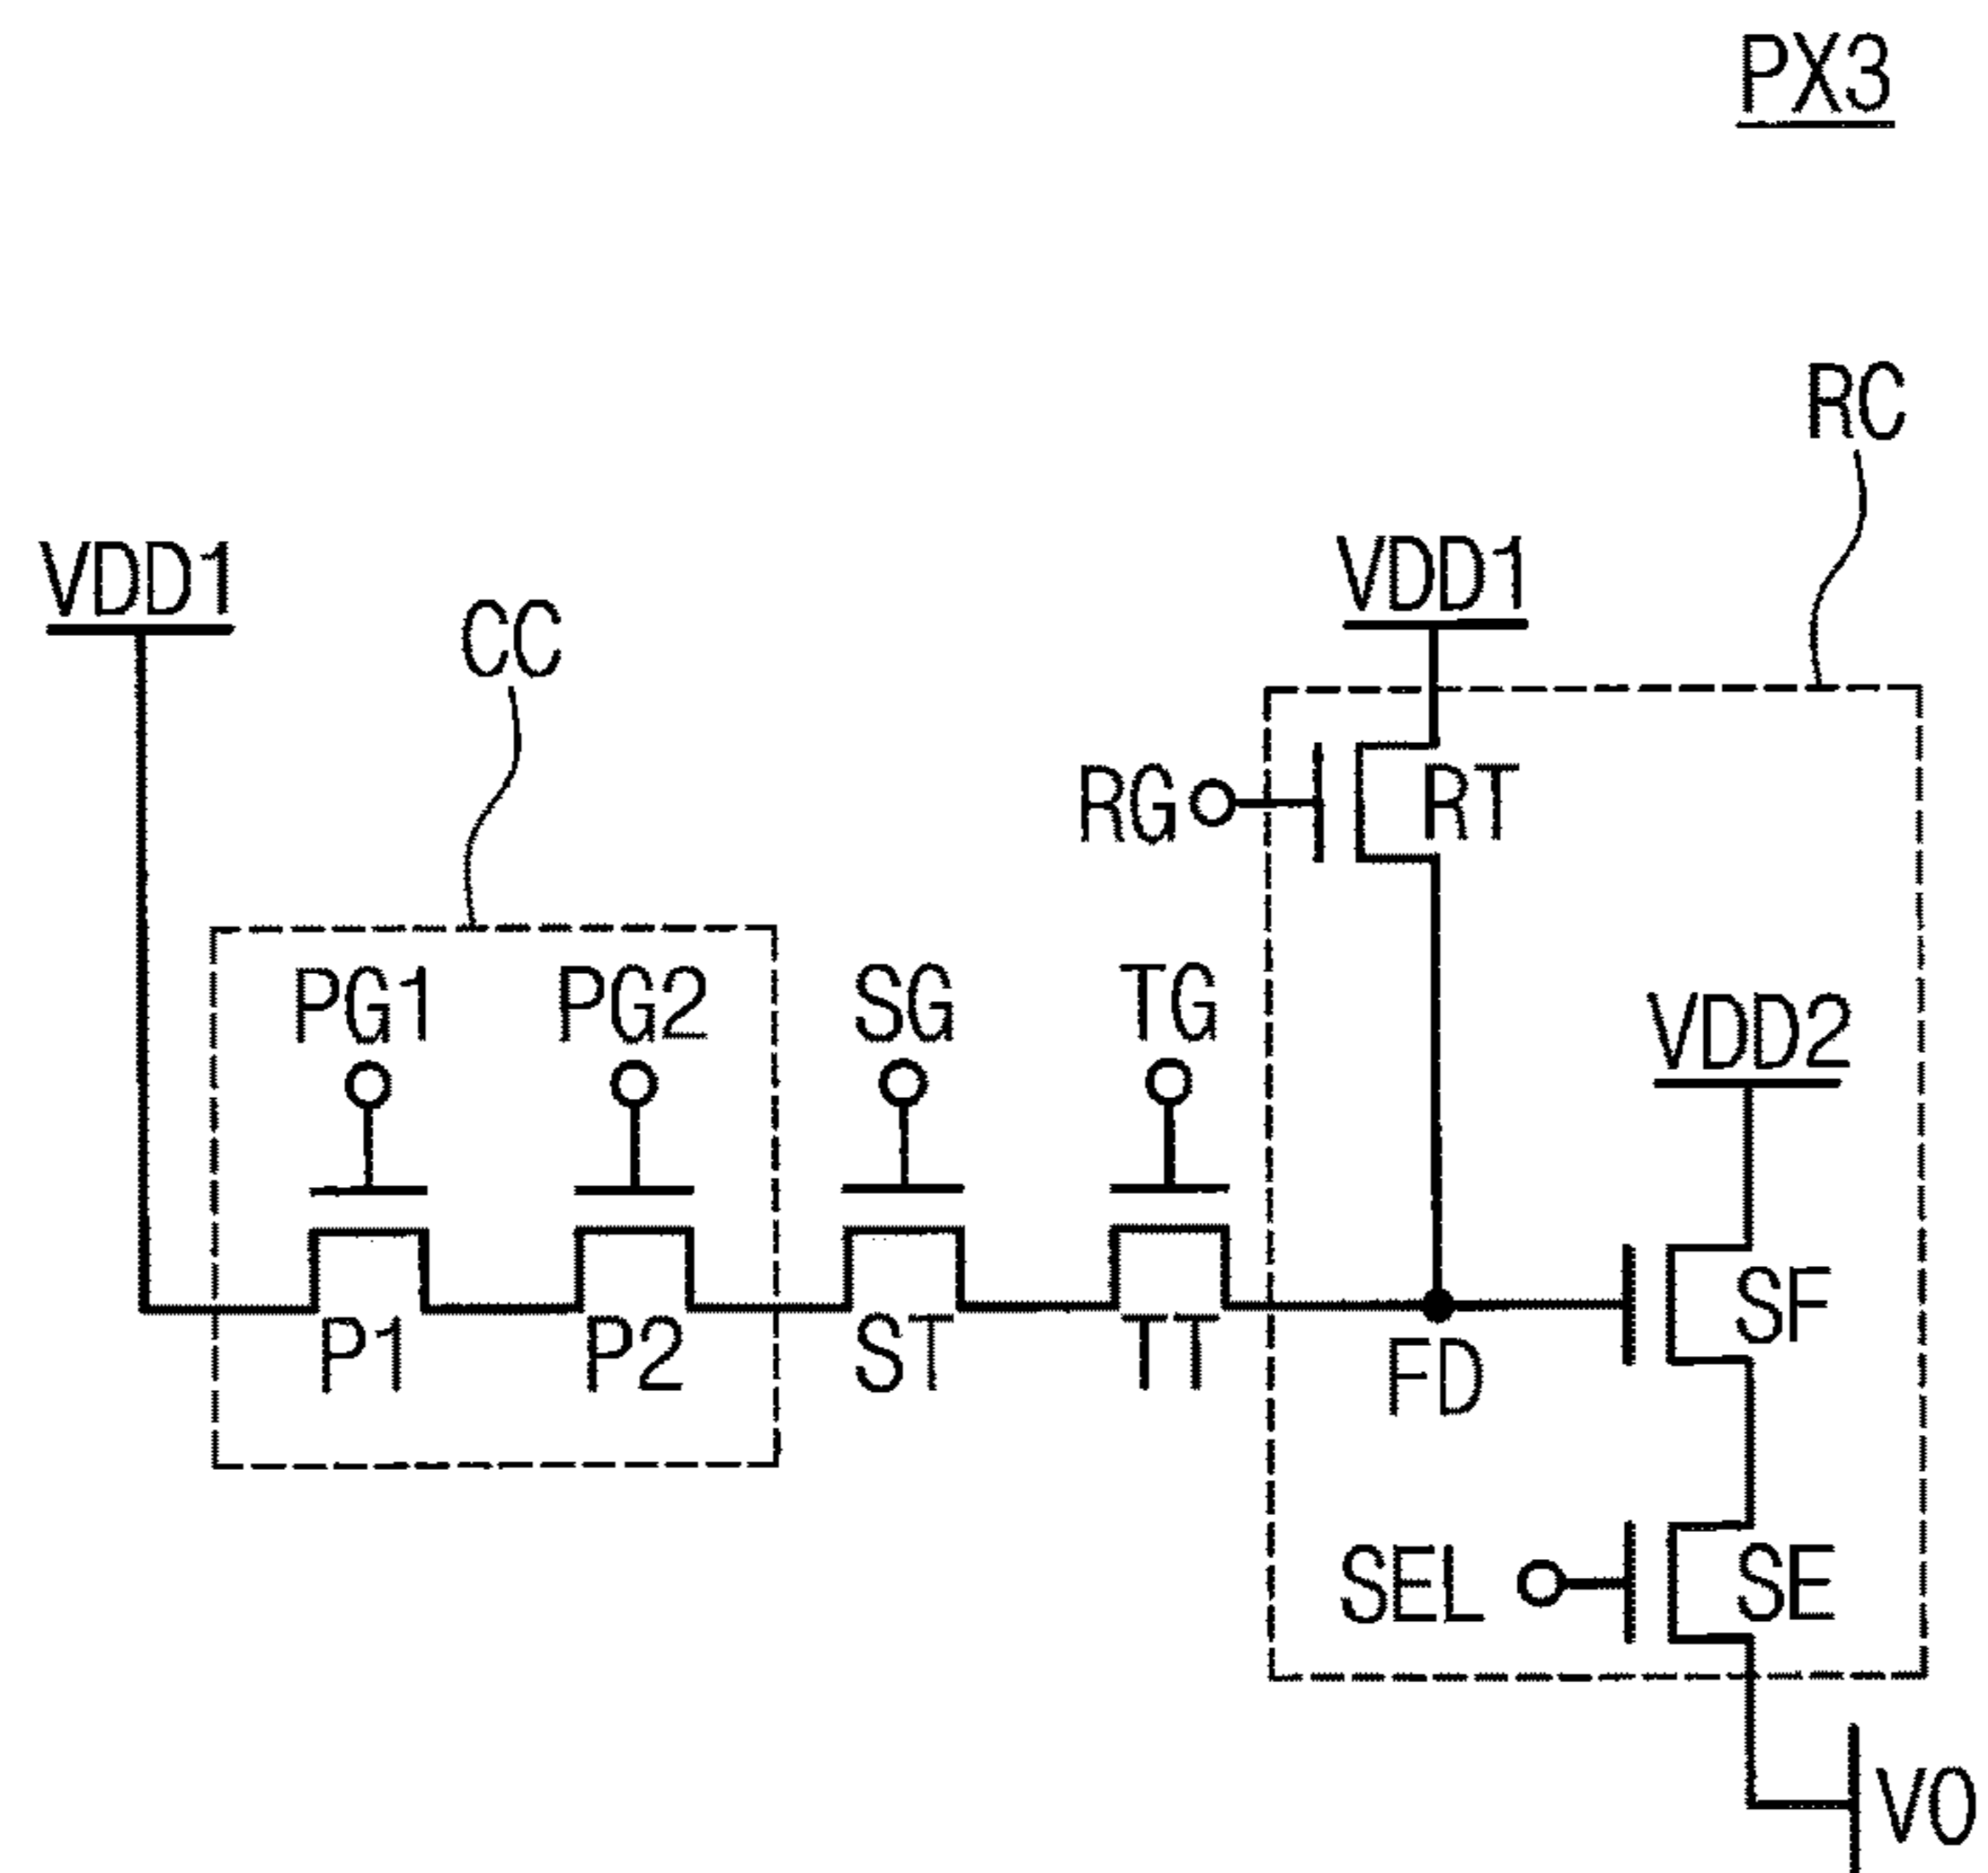 PX3
RC
VDD1
VDD1
CC
RG
RT
PG1
PG2
SG
TG
VDD2
P1
P2
ST
TT
FD
SF
SEL
SE
VO